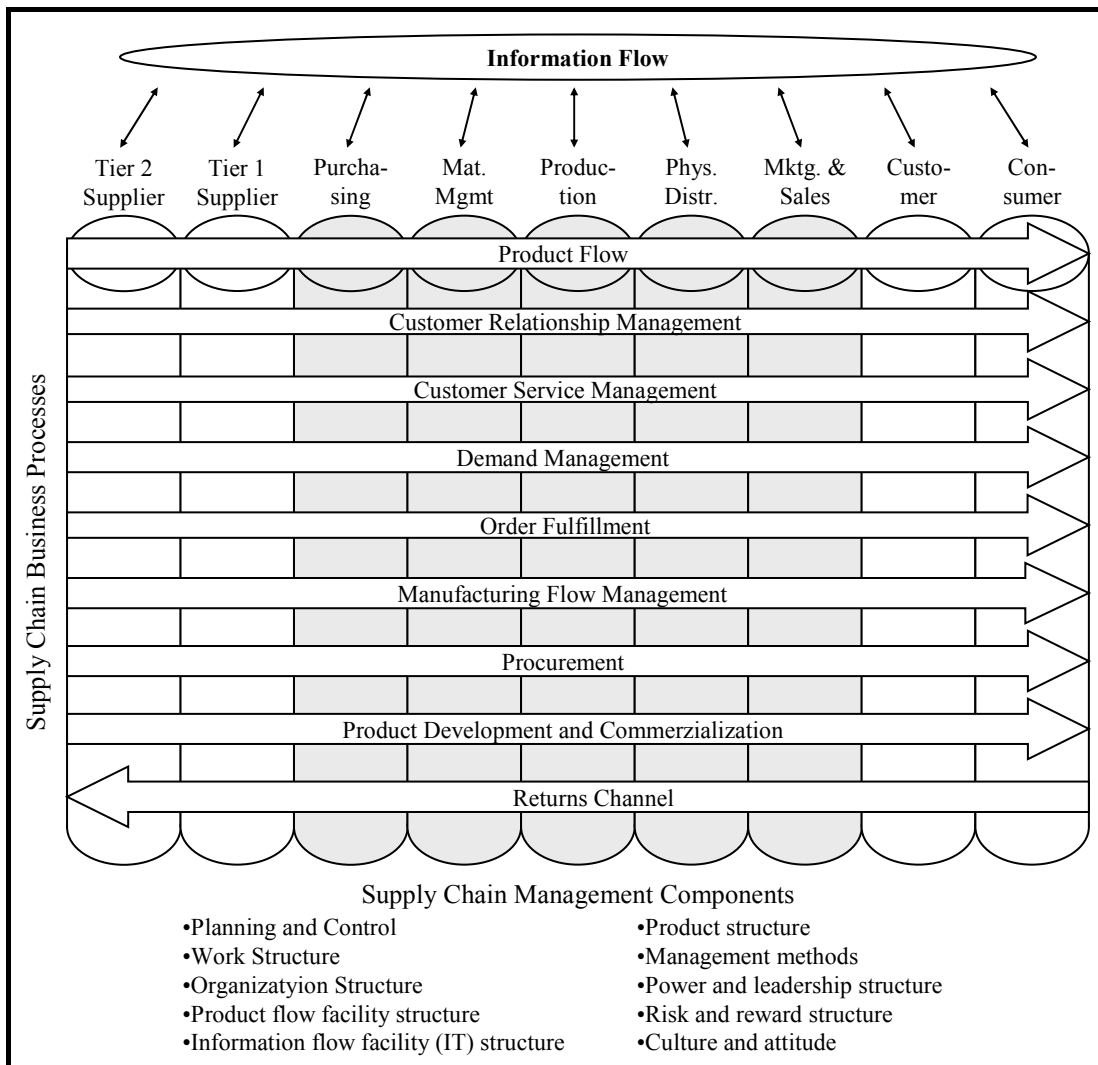 Information Flow
Tier 2
Supplier
Tier 1
Supplier
Purcha-
sing
Mat.
Mgmt
Produc-
tion
Phys.
Distr.
Mktg. &
Sales
Custo-
mer
Con-
sumer
Supply Chain Business Processes
Product Flow
Customer Relationship Management
Customer Service Management
Demand Management
Order Fulfillment
Manufacturing Flow Management
Procurement
Product Development and Commerzialization
Returns Channel
Supply Chain Management Components
•Planning and Control
•Work Structure
•Organizatyion Structure
•Product flow facility structure
•Information flow facility (IT) structure
•Product structure
•Management methods
•Power and leadership structure
•Risk and reward structure
•Culture and attitude